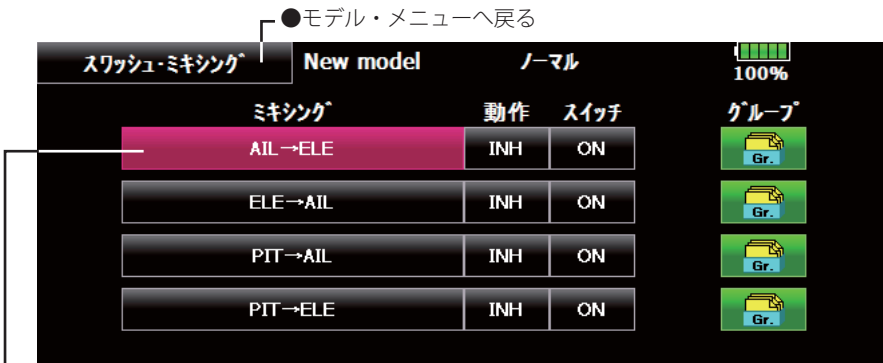 ●モデル・メニューへ戻る
スワッシュ・ミキシング New model ノーマル 100%
ミキシング 動作 スイッチ グループ
AIL→ELE INH ON Gr.
ELE→AIL INH ON Gr.
PIT→AIL INH ON Gr.
PIT→ELE INH ON Gr.